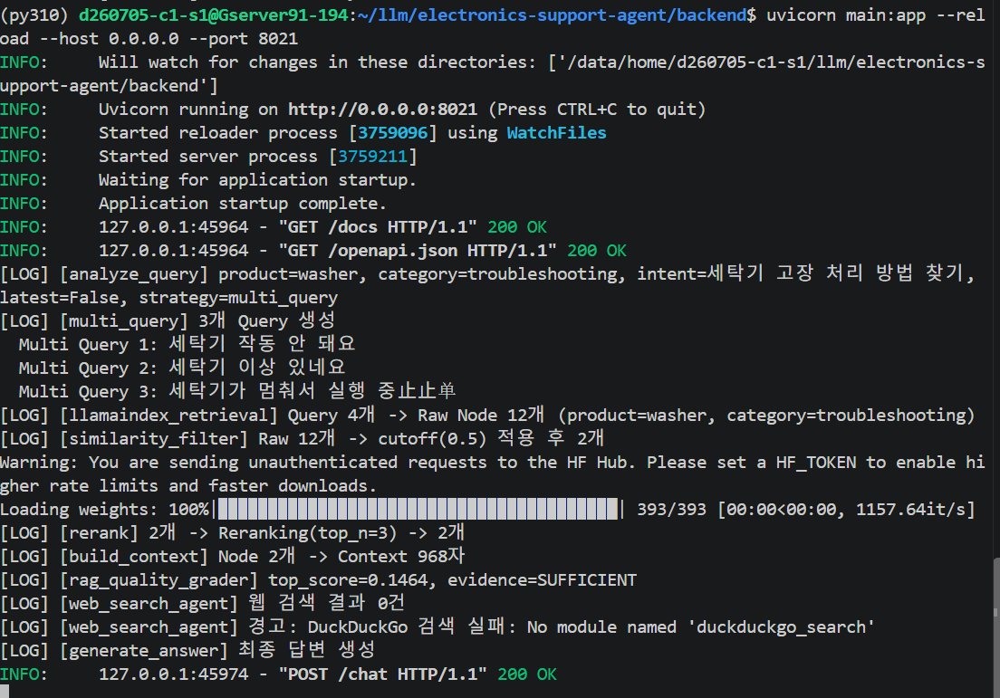 (py310) d260705-c1-s1@Gserver91-194:~/llm/electronics-support-agent/backend$ uvicorn main:app --rel
oad --host 0.0.0.0 --port 8021
INFO:     Will watch for changes in these directories: ['/data/home/d260705-c1-s1/llm/electronics-s
upport-agent/backend']
INFO:     Uvicorn running on http://0.0.0.0:8021 (Press CTRL+C to quit)
INFO:     Started reloader process [3759096] using WatchFiles
INFO:     Started server process [3759211]
INFO:     Waiting for application startup.
INFO:     Application startup complete.
INFO:     127.0.0.1:45964 - "GET /docs HTTP/1.1" 200 OK
INFO:     127.0.0.1:45964 - "GET /openapi.json HTTP/1.1" 200 OK
[LOG] [analyze_query] product=washer, category=troubleshooting, intent=세탁기 고장 처리 방법 찾기,
latest=False, strategy=multi_query
[LOG] [multi_query] 3개 Query 생성
  Multi Query 1: 세탁기 작동 안 돼요
  Multi Query 2: 세탁기 이상 있네요
  Multi Query 3: 세탁기가 멈춰서 실행 중止止单
[LOG] [llamaindex_retrieval] Query 4개 -> Raw Node 12개 (product=washer, category=troubleshooting)
[LOG] [similarity_filter] Raw 12개 -> cutoff(0.5) 적용 후 2개
Warning: You are sending unauthenticated requests to the HF Hub. Please set a HF_TOKEN to enable hi
gher rate limits and faster downloads.
Loading weights: 100%|██████████████████████████████████████████| 393/393 [00:00<00:00, 1157.64it/s]
[LOG] [rerank] 2개 -> Reranking(top_n=3) -> 2개
[LOG] [build_context] Node 2개 -> Context 968자
[LOG] [rag_quality_grader] top_score=0.1464, evidence=SUFFICIENT
[LOG] [web_search_agent] 웹 검색 결과 0건
[LOG] [web_search_agent] 경고: DuckDuckGo 검색 실패: No module named 'duckduckgo_search'
[LOG] [generate_answer] 최종 답변 생성
INFO:     127.0.0.1:45974 - "POST /chat HTTP/1.1" 200 OK